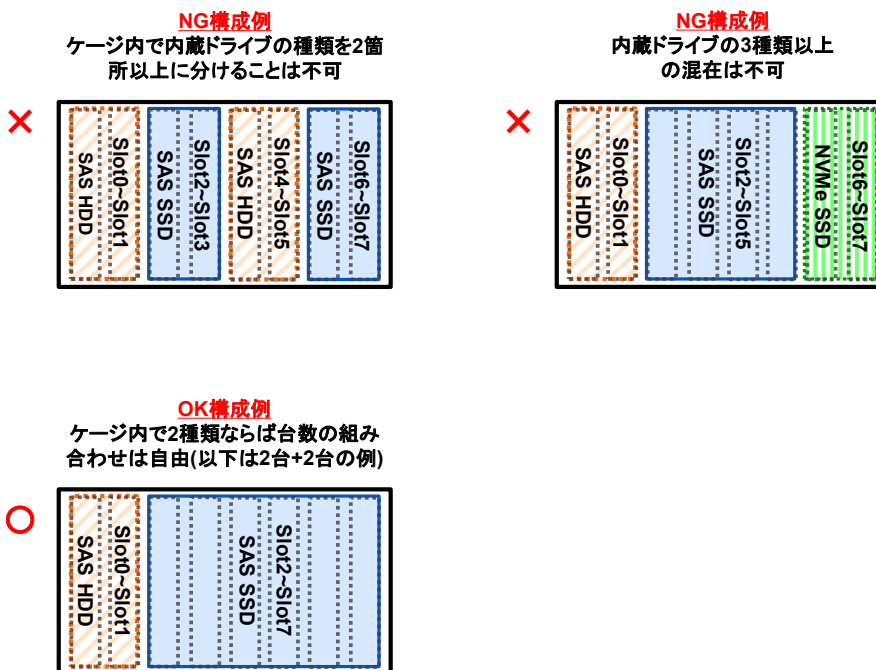 NG構成例
ケージ内で内蔵ドライブの種類を2箇
所以上に分けることは不可
×
Slot0~Slot1
SAS HDD
Slot2~Slot3
SAS SSD
Slot4~Slot5
SAS HDD
Slot6~Slot7
SAS SSD
NG構成例
内蔵ドライブの3種類以上
の混在は不可
×
Slot0~Slot1
SAS HDD
Slot2~Slot5
SAS SSD
Slot6~Slot7
NVMe SSD
OK構成例
ケージ内で2種類ならば台数の組み
合わせは自由(以下は2台+2台の例)
○
Slot0~Slot1
SAS HDD
Slot2~Slot7
SAS SSD